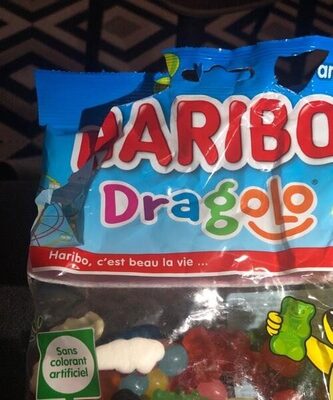 HARIBO
Dragolo
Haribo, c'est beau la vie ...
Sans
colorant
artificiel